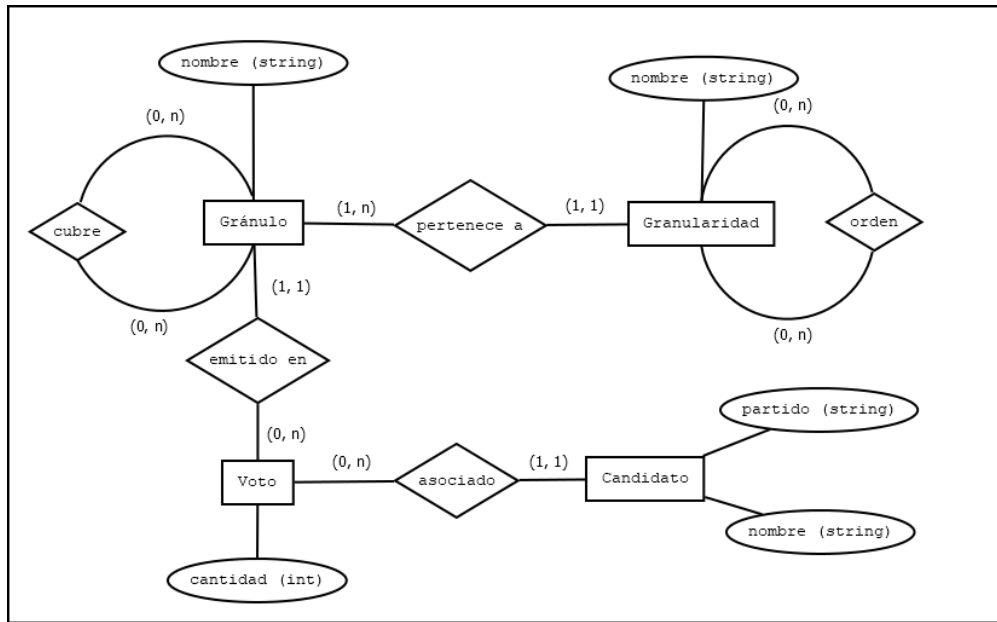 nombre (string)
nombre (string)
(0, n)
(0, n)
cubre
Gránulo
(1, n)
pertenece a
(1, 1)
Granularidad
orden
(0, n)
(1, 1)
(0, n)
emitido en
partido (string)
(0, n)
(0, n)
(1, 1)
Voto
asociado
Candidato
nombre (string)
cantidad (int)